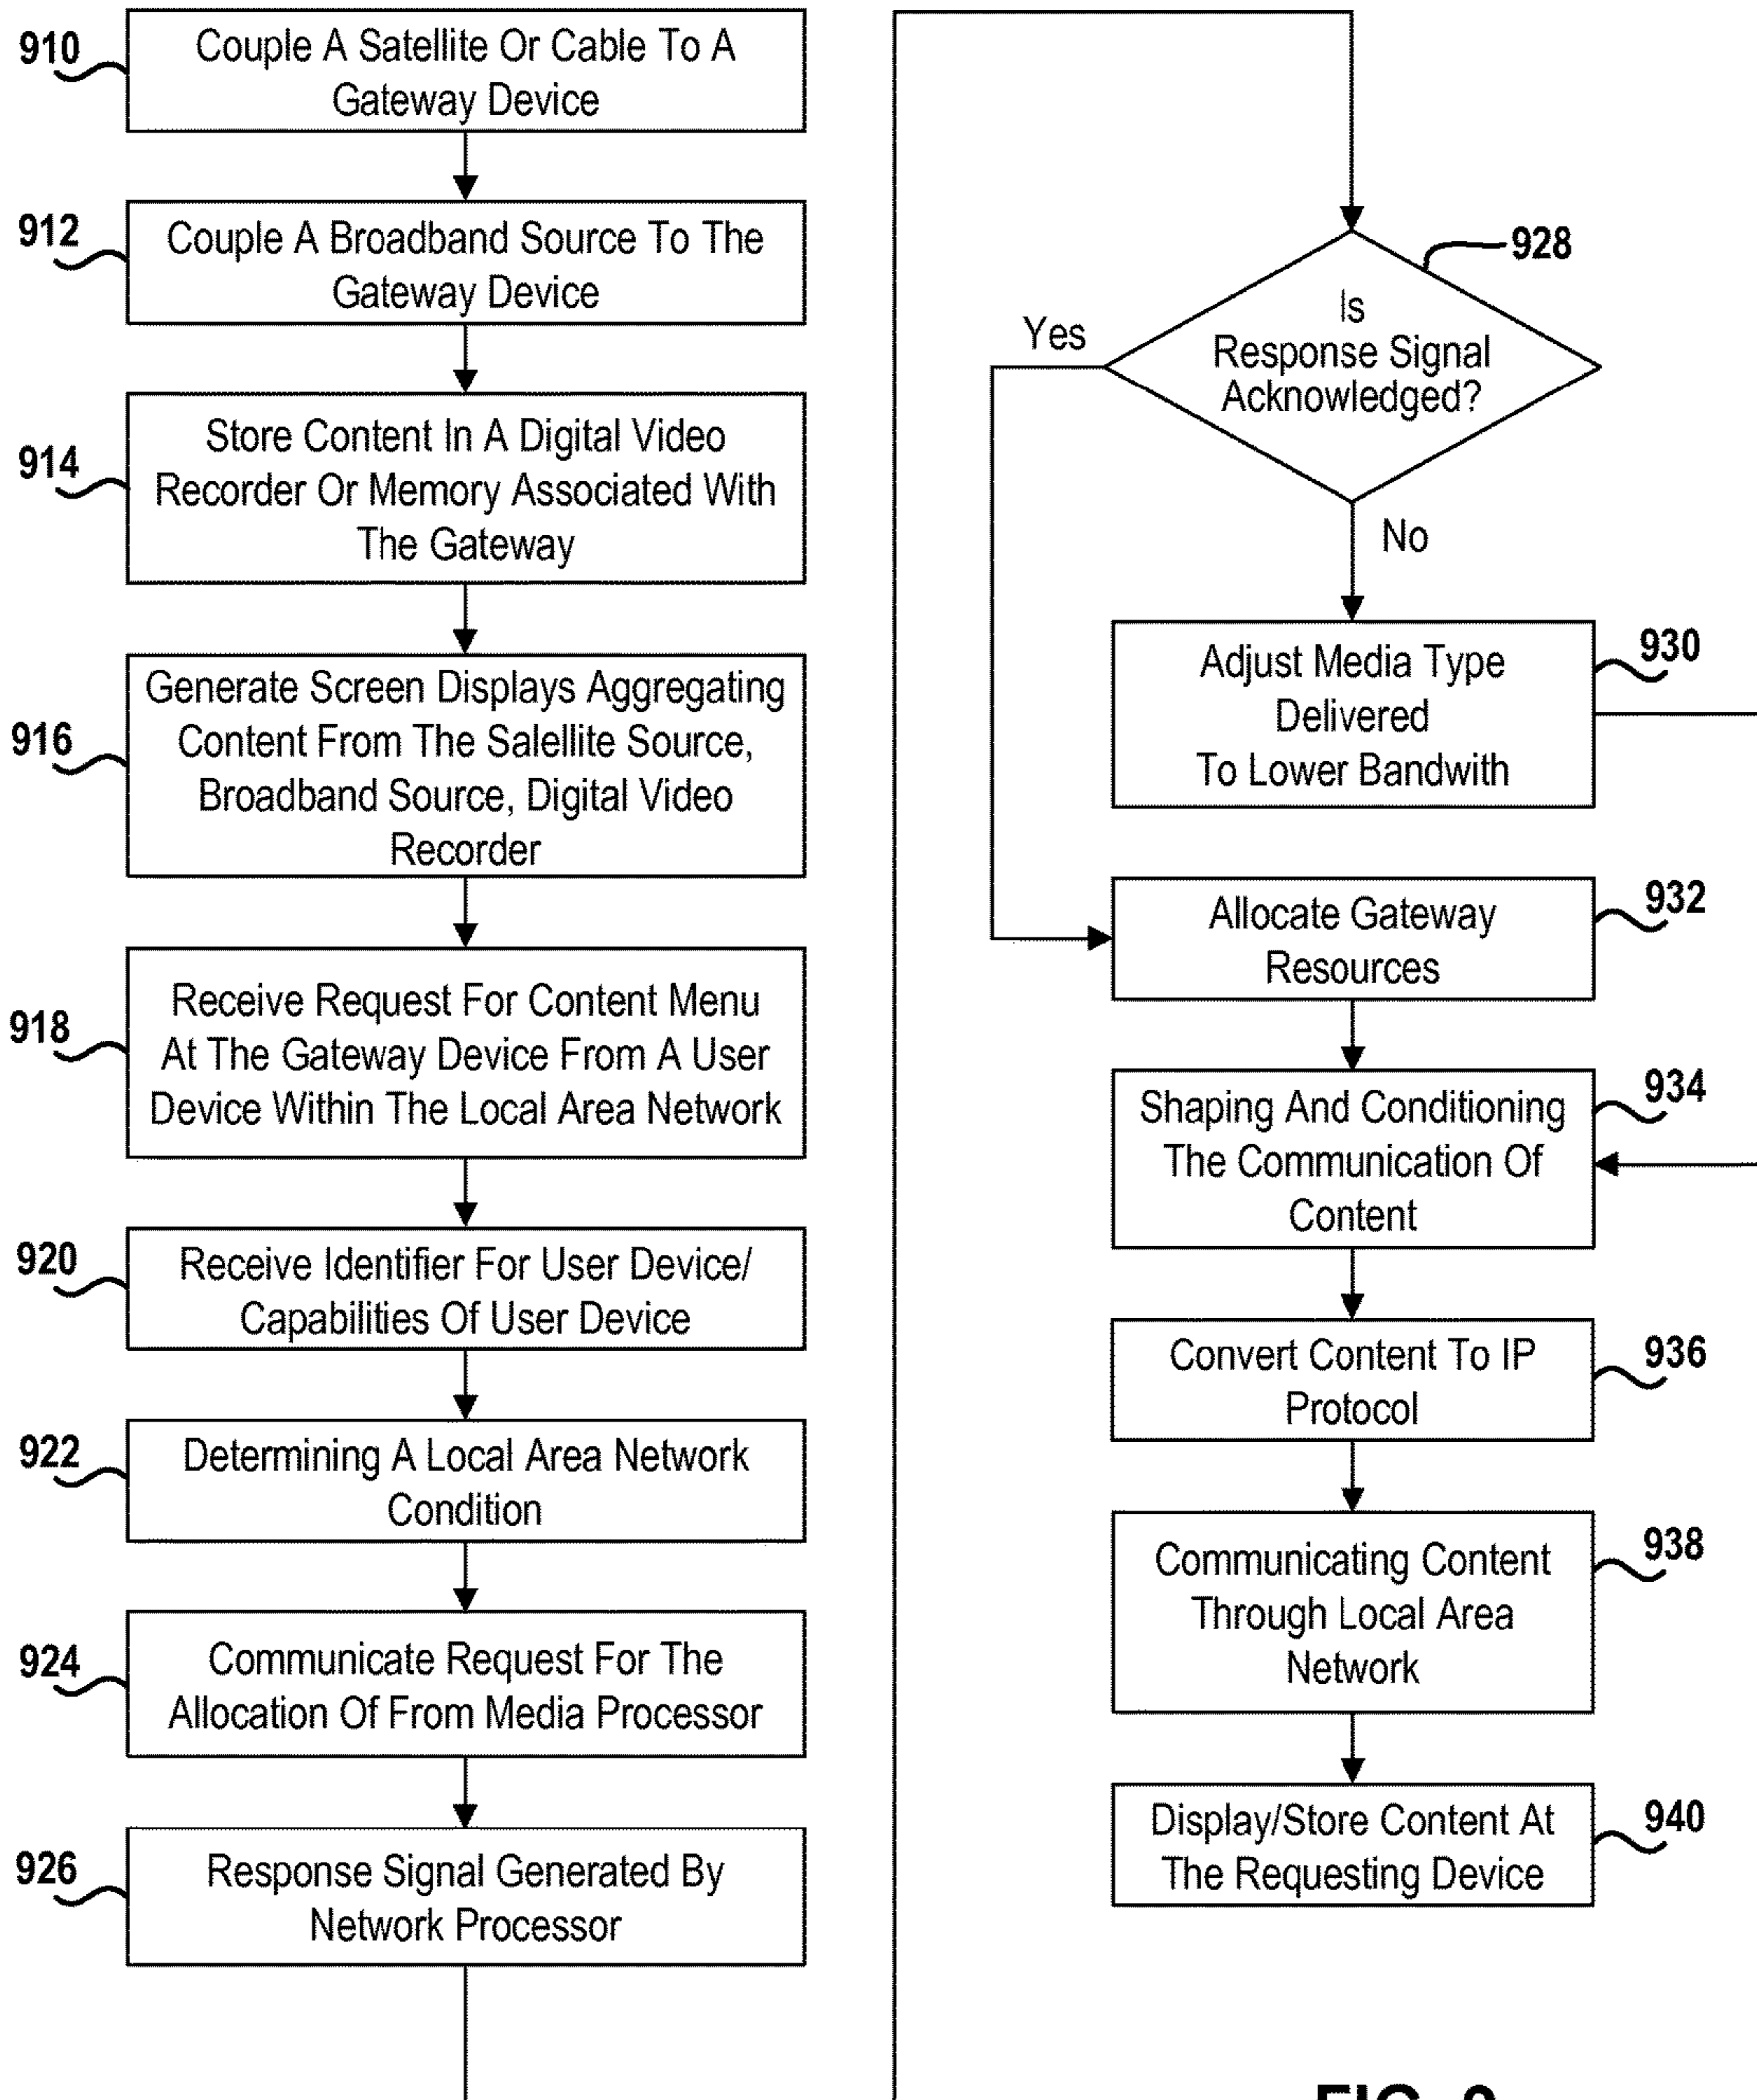 910
Couple A Satellite Or Cable To A
Gateway Device
912
Couple A Broadband Source To The
Gateway Device
914
Store Content In A Digital Video
Recorder Or Memory Associated With
The Gateway
916
Generate Screen Displays Aggregating
Content From The Salellite Source,
Broadband Source, Digital Video
Recorder
918
Receive Request For Content Menu
At The Gateway Device From A User
Device Within The Local Area Network
920
Receive Identifier For User Device/
Capabilities Of User Device
922
Determining A Local Area Network
Condition
924
Communicate Request For The
Allocation Of From Media Processor
926
Response Signal Generated By
Network Processor
928
Is
Response Signal
Acknowledged?
Yes
No
930
Adjust Media Type
Delivered
To Lower Bandwith
932
Allocate Gateway
Resources
934
Shaping And Conditioning
The Communication Of
Content
936
Convert Content To IP
Protocol
938
Communicating Content
Through Local Area
Network
940
Display/Store Content At
The Requesting Device